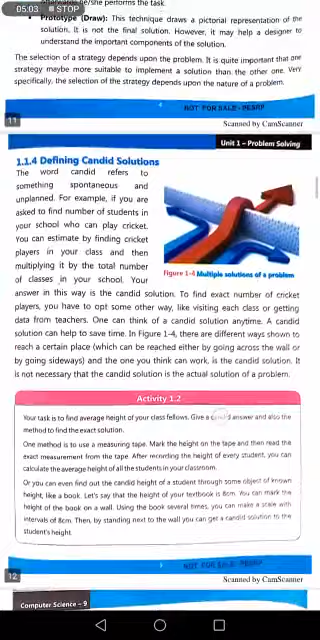 05:03 STOP
afterwards he/she performs the task.
• Prototype (Draw): This technique draws a pictorial representation of the
solution. It is not the final solution. However, it may help a designer to
understand the important components of the solution.
The selection of a strategy depends upon the problem. It is quite important that one
strategy maybe more suitable to implement a solution than the other one. Very
specifically, the selection of the strategy depends upon the nature of a problem.
NOT FOR SALE - PESRP
11
Scanned by CamScanner
Unit 1 – Problem Solving
1.1.4 Defining Candid Solutions
The word candid refers to
something spontaneous and
unplanned. For example, if you are
asked to find number of students in
your school who can play cricket.
You can estimate by finding cricket
players in your class and then
multiplying it by the total number
of classes in your school. Your
Figure 1-4 Multiple solutions of a problem
answer in this way is the candid solution. To find exact number of cricket
players, you have to opt some other way, like visiting each class or getting
data from teachers. One can think of a candid solution anytime. A candid
solution can help to save time. In Figure 1-4, there are different ways shown to
reach a certain place (which can be reached either by going across the wall or
by going sideways) and the one you think can work, is the candid solution. It
is not necessary that the candid solution is the actual solution of a problem.
Activity 1.2
Your task is to find average height of your class fellows. Give a candid answer and also the
method to find the exact solution.
One method is to use a measuring tape. Mark the height on the tape and then read the
exact measurement from the tape. After recording the height of every student, you can
calculate the average height of all the students in your classroom.
Or you can even find out the candid height of a student through some object of known
height, like a book. Let's say that the height of your textbook is 8cm. You can mark the
height of the book on a wall. Using the book several times, you can make a scale with
intervals of 8cm. Then, by standing next to the wall you can get a candid solution to the
student's height.
NOT FOR SALE - PESRP
12
Scanned by CamScanner
Computer Science – 9